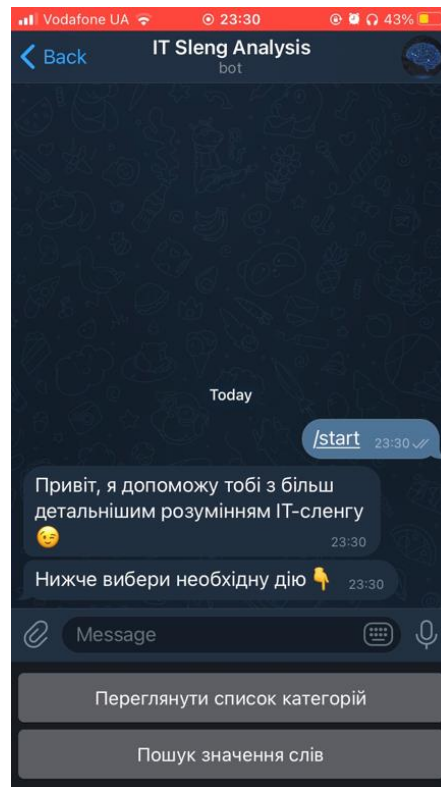 Vodafone UA 23:30 43%
Back IT Sleng Analysis
bot
Today
/start 23:30
Привіт, я допоможу тобі з більш
детальнішим розумінням ІТ-сленгу
😉 23:30
Нижче вибери необхідну дію 👇 23:30
Message
Переглянути список категорій
Пошук значення слів